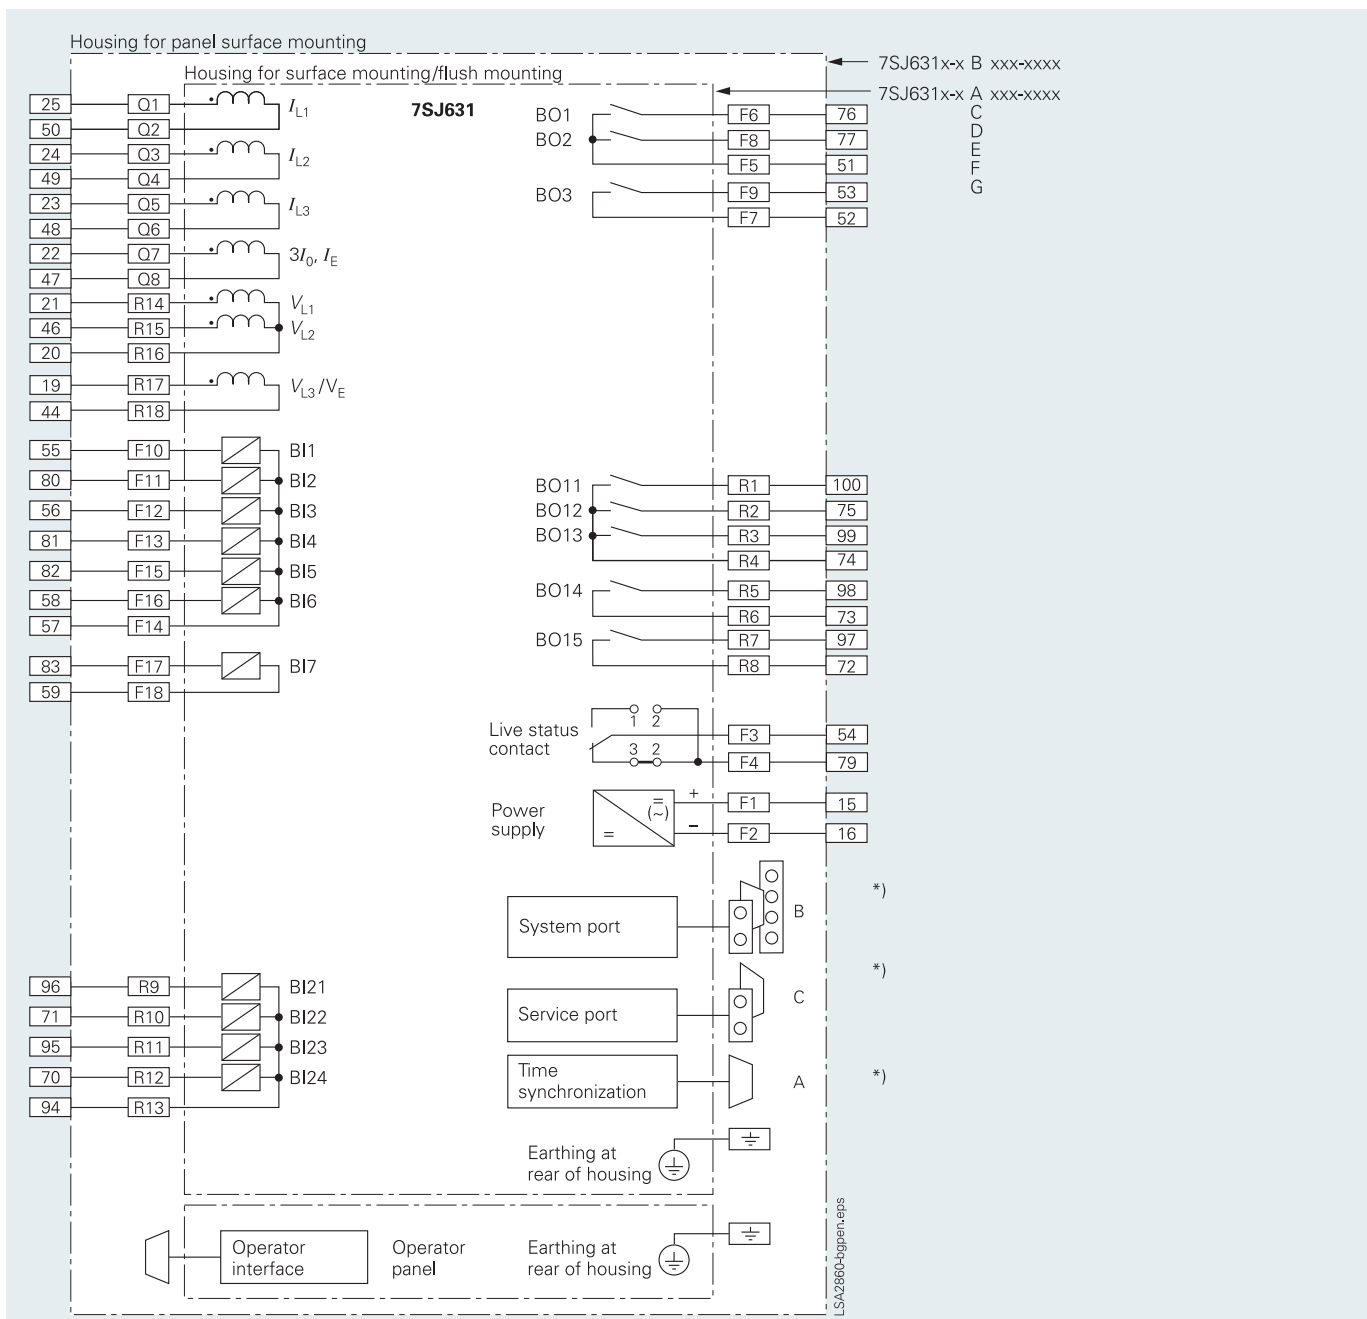 Housing for panel surface mounting
7SJ631x-x B xxx-xxxx
Housing for surface mounting/flush mounting
7SJ631x-x A xxx-xxxx
C
D
E
F
G
7SJ631
25 Q1 I L1
50 Q2
24 Q3 I L2
49 Q4
23 Q5 I L3
48 Q6
22 Q7 3I0, IE
47 Q8
21 R14 VL1
46 R15 VL2
20 R16
19 R17 VL3/VE
44 R18
55 F10 BI1
80 F11 BI2
56 F12 BI3
81 F13 BI4
82 F15 BI5
58 F16 BI6
57 F14
83 F17 BI7
59 F18
96 R9 BI21
71 R10 BI22
95 R11 BI23
70 R12 BI24
94 R13
BO1 F6 76
BO2 F8 77
F5 51
BO3 F9 53
F7 52
BO11 R1 100
BO12 R2 75
BO13 R3 99
R4 74
BO14 R5 98
R6 73
BO15 R7 97
R8 72
Live status
contact
1 2
3 2
F3 54
F4 79
Power
supply
=
(~)
=
+ F1 15
– F2 16
System port B *)
Service port C *)
Time
synchronization A *)
Earthing at
rear of housing
Operator
interface
Operator
panel
Earthing at
rear of housing
LSA2860-bgpen.eps